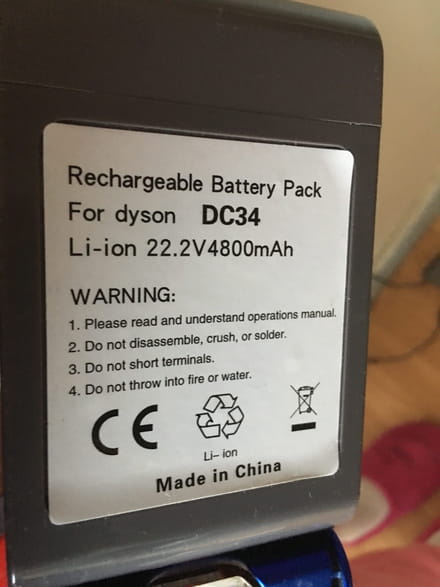 Rechargeable Battery Pack
For dyson DC34
Li-ion 22.2V4800mAh
WARNING:
1. Please read and understand operations manual.
2. Do not disassemble, crush, or solder.
3. Do not short terminals.
4. Do not throw into fire or water.
CE
Li- ion
Made in China